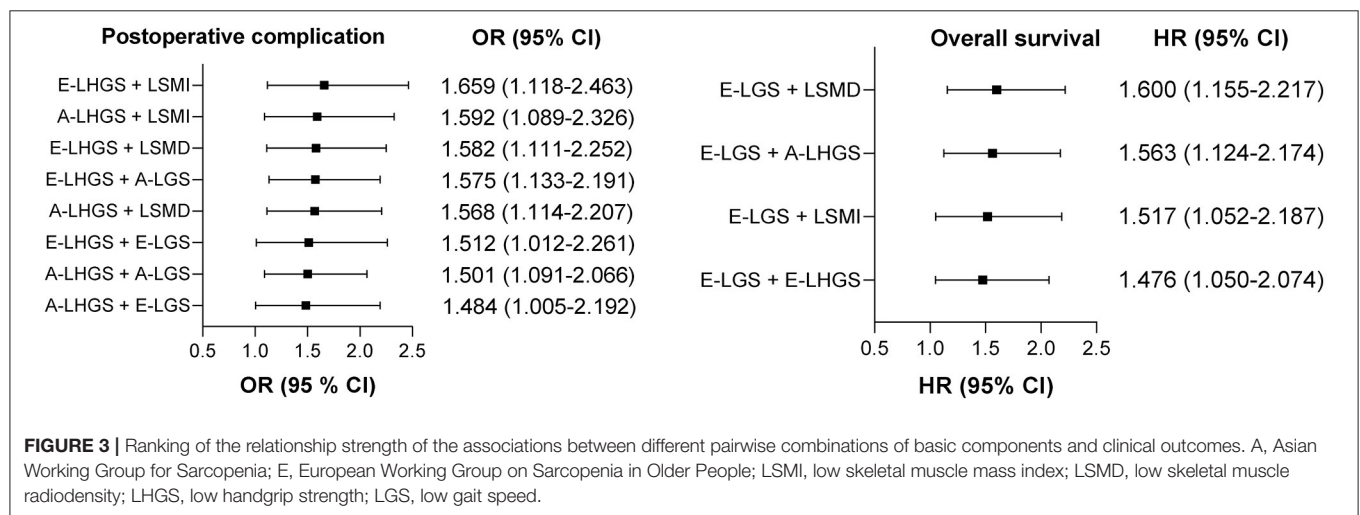 Postoperative complication OR (95% CI)
E-LHGS + LSMI 1.659 (1.118-2.463)
A-LHGS + LSMI 1.592 (1.089-2.326)
E-LHGS + LSMD 1.582 (1.111-2.252)
E-LHGS + A-LGS 1.575 (1.133-2.191)
A-LHGS + LSMD 1.568 (1.114-2.207)
E-LHGS + E-LGS 1.512 (1.012-2.261)
A-LHGS + A-LGS 1.501 (1.091-2.066)
A-LHGS + E-LGS 1.484 (1.005-2.192)
0.5 1.0 1.5 2.0 2.5
OR (95 % CI)
Overall survival HR (95% CI)
E-LGS + LSMD 1.600 (1.155-2.217)
E-LGS + A-LHGS 1.563 (1.124-2.174)
E-LGS + LSMI 1.517 (1.052-2.187)
E-LGS + E-LHGS 1.476 (1.050-2.074)
0.5 1.0 1.5 2.0 2.5
HR (95% CI)
FIGURE 3 | Ranking of the relationship strength of the associations between different pairwise combinations of basic components and clinical outcomes. A, Asian
Working Group for Sarcopenia; E, European Working Group on Sarcopenia in Older People; LSMI, low skeletal muscle mass index; LSMD, low skeletal muscle
radiodensity; LHGS, low handgrip strength; LGS, low gait speed.